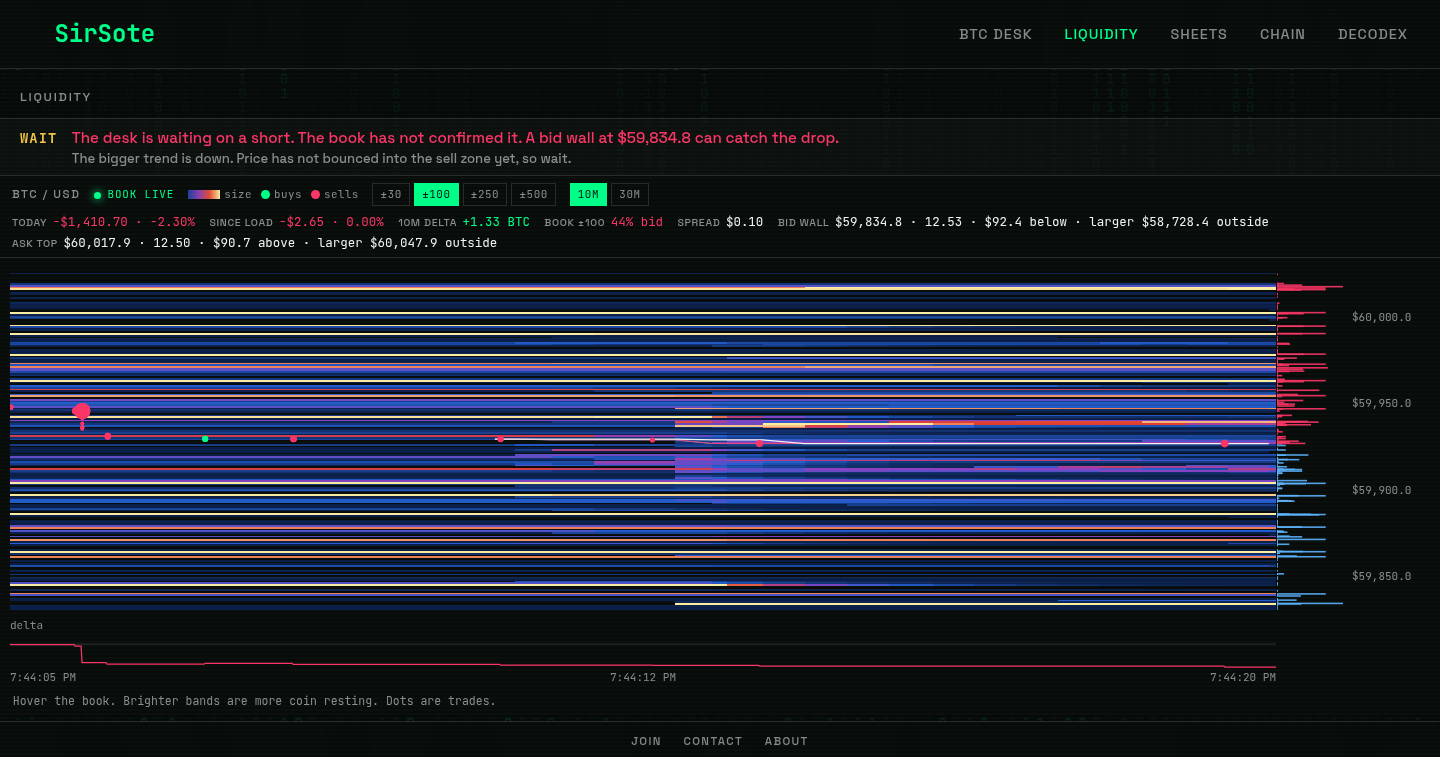 SirSote
BTC DESK LIQUIDITY SHEETS CHAIN DECODEX
LIQUIDITY
WAIT The desk is waiting on a short. The book has not confirmed it. A bid wall at $59,834.8 can catch the drop.
The bigger trend is down. Price has not bounced into the sell zone yet, so wait.
BTC / USD BOOK LIVE size buys sells ±30 ±100 ±250 ±500 10M 30M
TODAY -$1,410.70 · -2.30% SINCE LOAD -$2.65 · 0.00% 10M DELTA +1.33 BTC BOOK ±100 44% bid SPREAD $0.10 BID WALL $59,834.8 · 12.53 · $92.4 below · larger $58,728.4 outside
ASK TOP $60,017.9 · 12.50 · $90.7 above · larger $60,047.9 outside
$60,000.0
$59,950.0
$59,900.0
$59,850.0
delta
7:44:05 PM 7:44:12 PM 7:44:20 PM
Hover the book. Brighter bands are more coin resting. Dots are trades.
JOIN CONTACT ABOUT